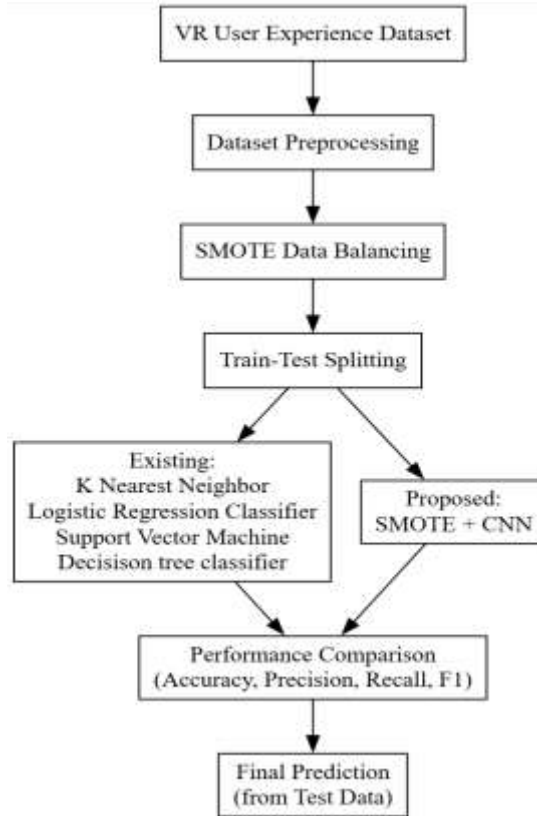 VR User Experience Dataset
Dataset Preprocessing
SMOTE Data Balancing
Train-Test Splitting
Existing:
K Nearest Neighbor
Logistic Regression Classifier
Support Vector Machine
Decisison tree classifier
Proposed:
SMOTE + CNN
Performance Comparison
(Accuracy, Precision, Recall, F1)
Final Prediction
(from Test Data)